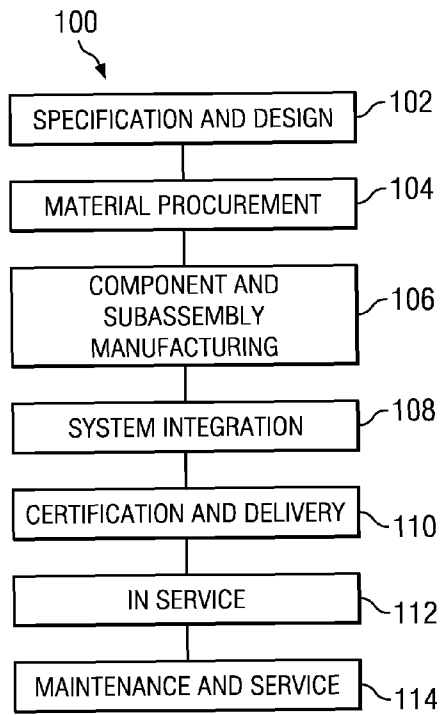 100
SPECIFICATION AND DESIGN
102
MATERIAL PROCUREMENT
104
COMPONENT AND
SUBASSEMBLY
MANUFACTURING
106
SYSTEM INTEGRATION
108
CERTIFICATION AND DELIVERY
110
IN SERVICE
112
MAINTENANCE AND SERVICE
114